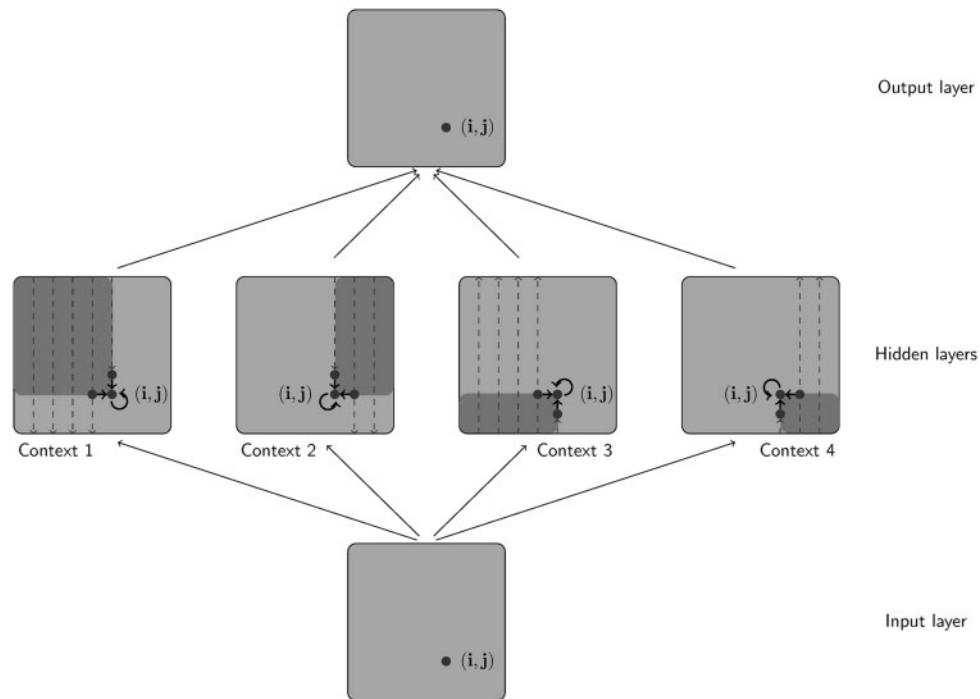 Output layer
(i, j)
Hidden layers
(i, j)
(i, j)
(i, j)
(i, j)
Context 1
Context 2
Context 3
Context 4
Input layer
(i, j)